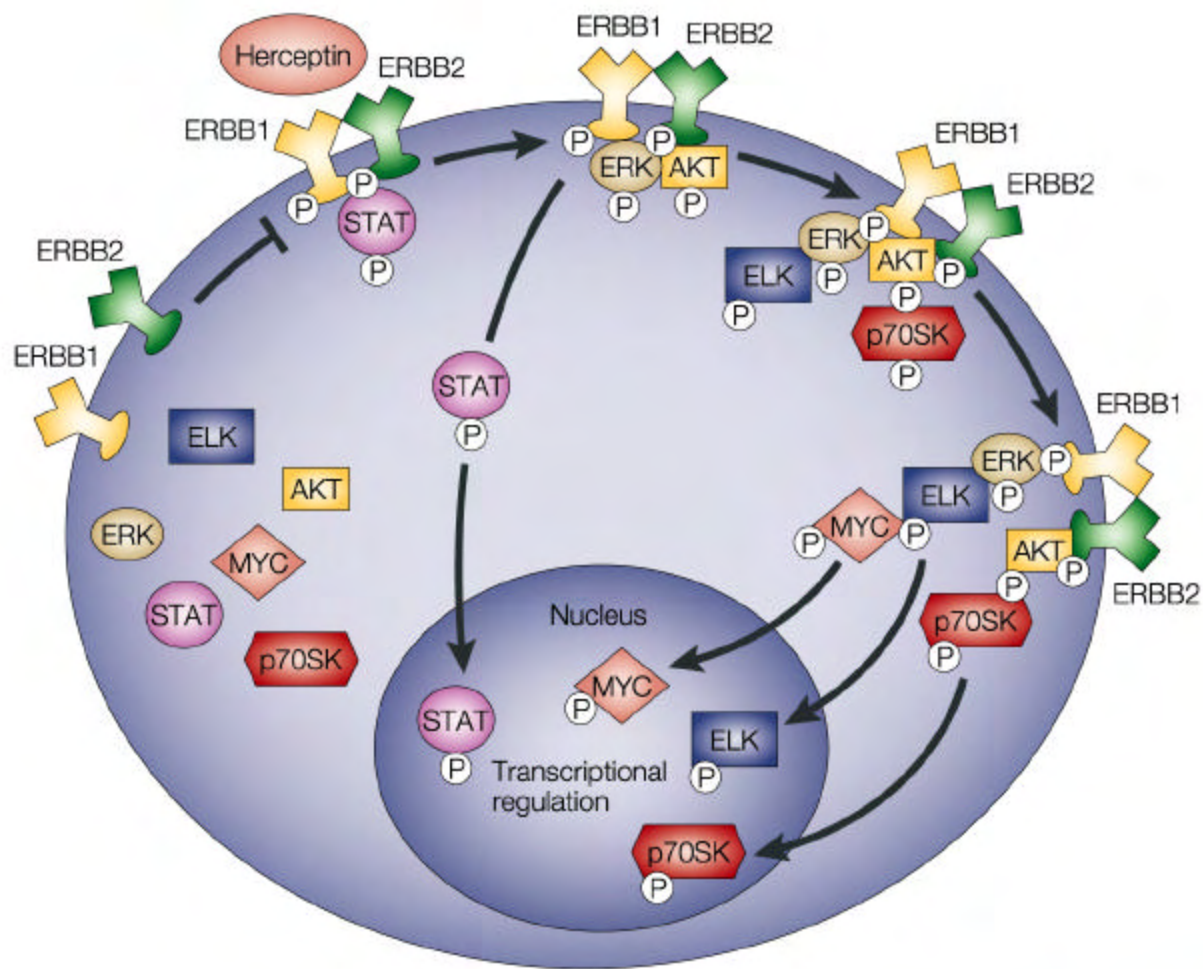 ERBB1
ERBB2
Herceptin
ERBB2
ERBB1
ERBB1
ERBB2
P
P
ERK
AKT
P
P
P
P
STAT
P
ERBB2
ERBB1
ERK
P
AKT
P
ELK
P
P
P
p70SK
P
STAT
P
ERBB1
ELK
AKT
ERK
MYC
STAT
p70SK
ERBB1
ERK
P
ELK
P
MYC
P
P
AKT
P
P
ERBB2
p70SK
P
Nucleus
MYC
P
STAT
P
ELK
P
Transcriptional
regulation
p70SK
P